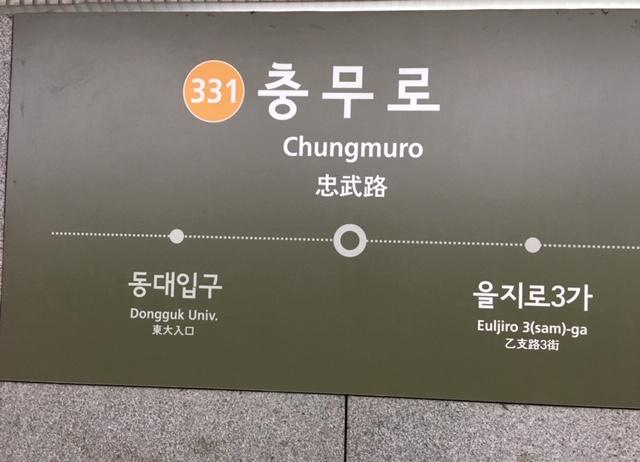 331 충무로
Chungmuro
忠武路
동대입구
Dongguk Univ.
東大入口
을지로3가
Euljiro 3(sam)-ga
乙支路3街